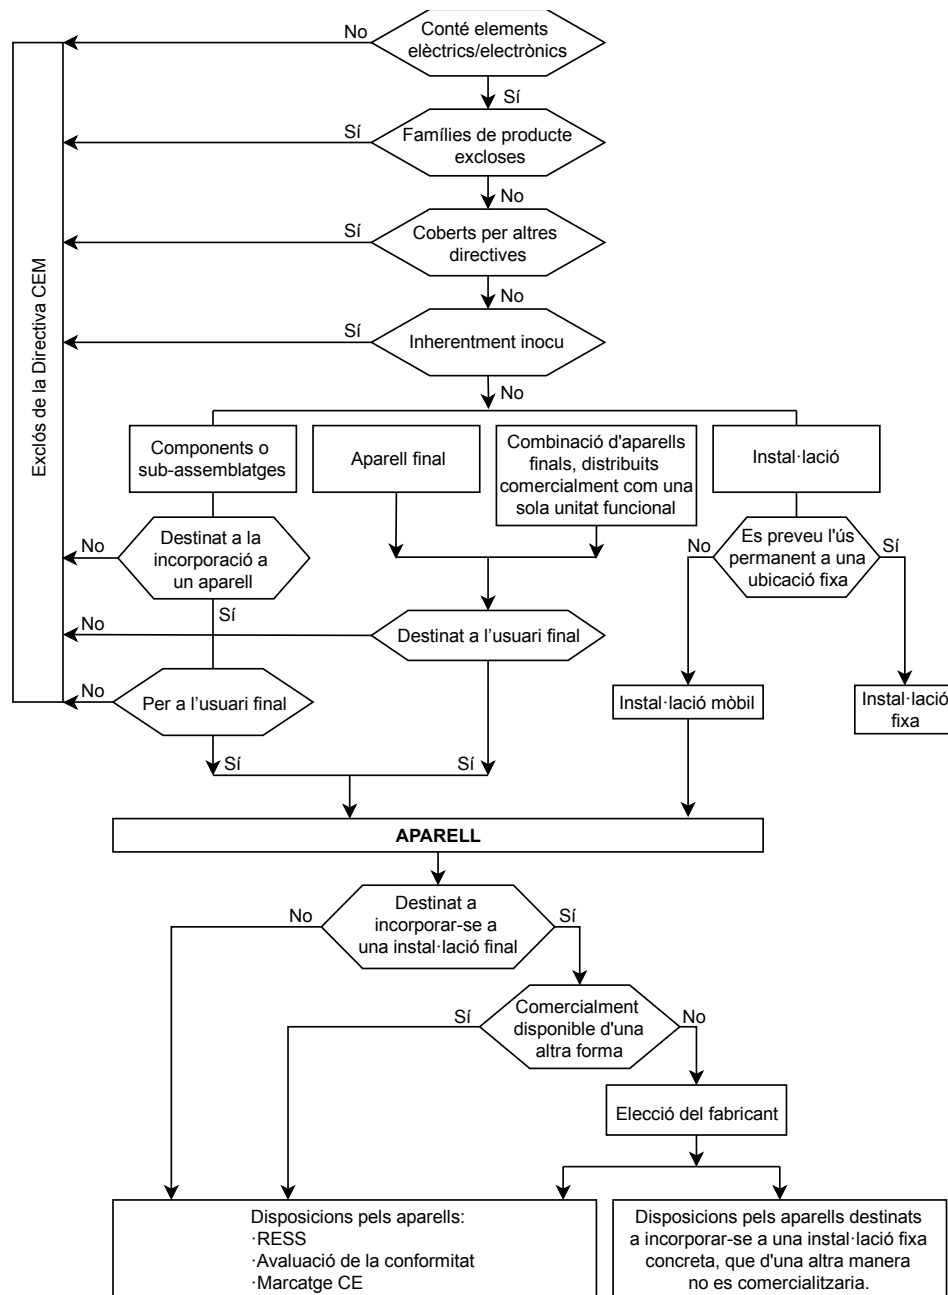 Conté elements
elèctrics/electrònics
No
Sí
Famílies de producte
excloses
Sí
No
Coberts per altres
directives
Sí
No
Inherentment inocu
Sí
No
Exclós de la Directiva CEM
Components o
sub-assemblatges
Aparell final
Combinació d'aparells
finals, distribuits
comercialment com una
sola unitat funcional
Instal·lació
Destinat a la
incorporació a
un aparell
No
Sí
Es preveu l'ús
permanent a una
ubicació fixa
No
Sí
Destinat a l’usuari final
No
Per a l’usuari final
No
Instal·lació mòbil
Instal·lació
fixa
Sí
Sí
APARELL
Destinat a
incorporar-se a
una instal·lació final
No
Sí
Comercialment
disponible d'una
altra forma
Sí
No
Elecció del fabricant
Disposicions pels aparells:
·RESS
·Avaluació de la conformitat
·Marcatge CE
Disposicions pels aparells destinats
a incorporar-se a una instal·lació fixa
concreta, que d'una altra manera
no es comercialitzaria.